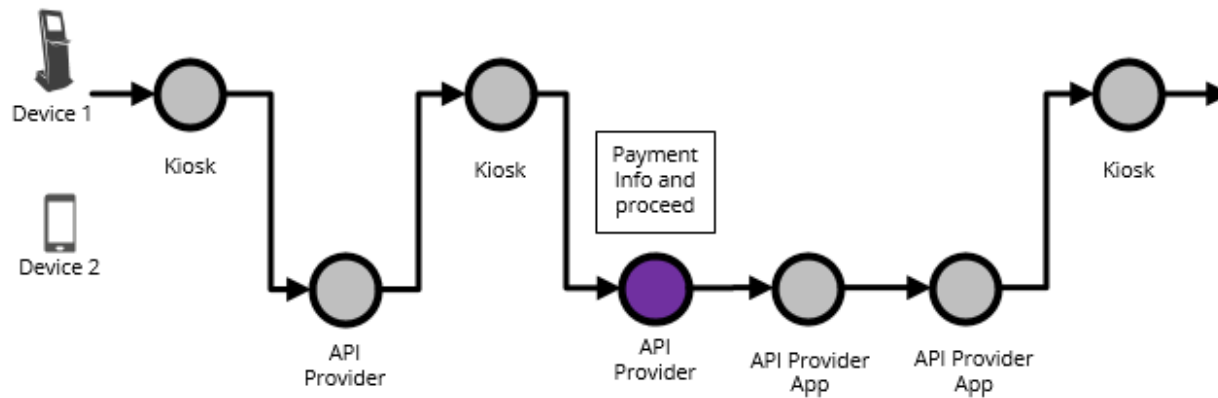 Device 1
Kiosk
Kiosk
Payment
Info and
proceed
Kiosk
Device 2
API
Provider
API
Provider
API Provider
App
API Provider
App